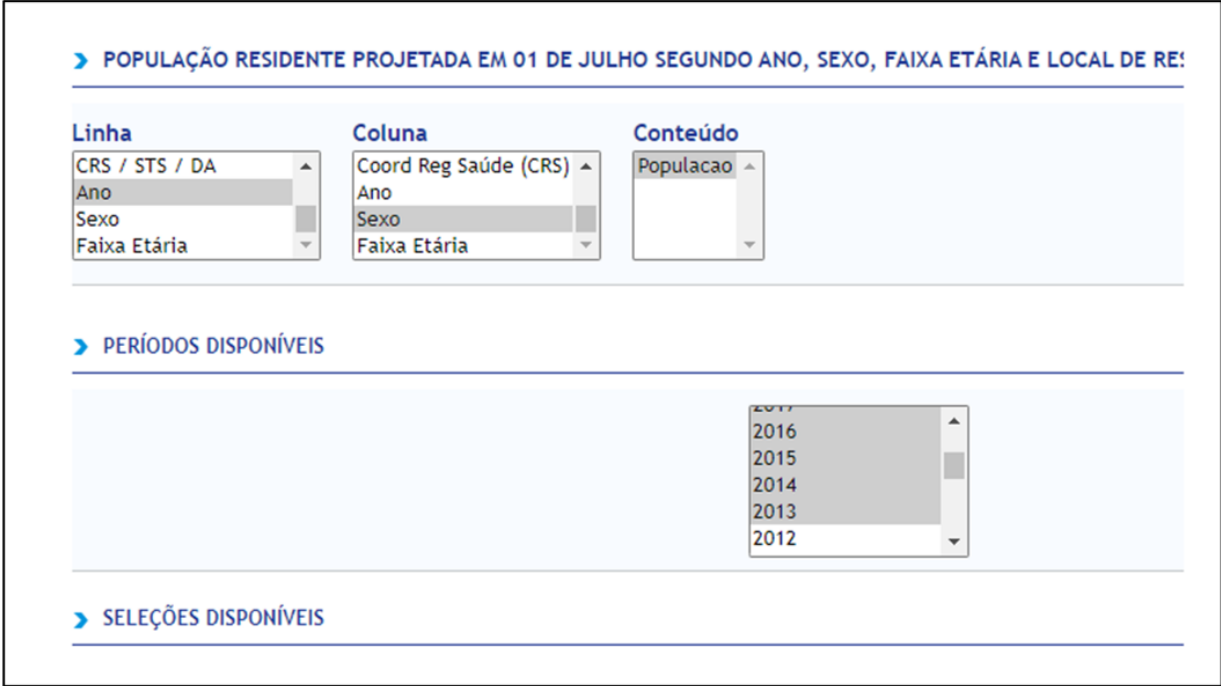 POPULAÇÃO RESIDENTE PROJETADA EM 01 DE JULHO SEGUNDO ANO, SEXO, FAIXA ETÁRIA E LOCAL DE
Linha
CRS / STS / DA
Ano
Sexo
Faixa Etária
Coluna
Coord Reg Saúde (CRS)
Ano
Sexo
Faixa Etária
Conteúdo
Populacao
PERÍODOS DISPONÍVEIS
2017
2016
2015
2014
2013
2012
SELEÇÕES DISPONÍVEIS